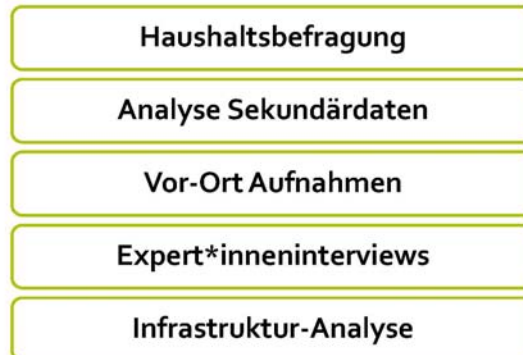 Haushaltsbefragung
Analyse Sekundärdaten
Vor-Ort Aufnahmen
Expert*inneninterviews
Infrastruktur-Analyse